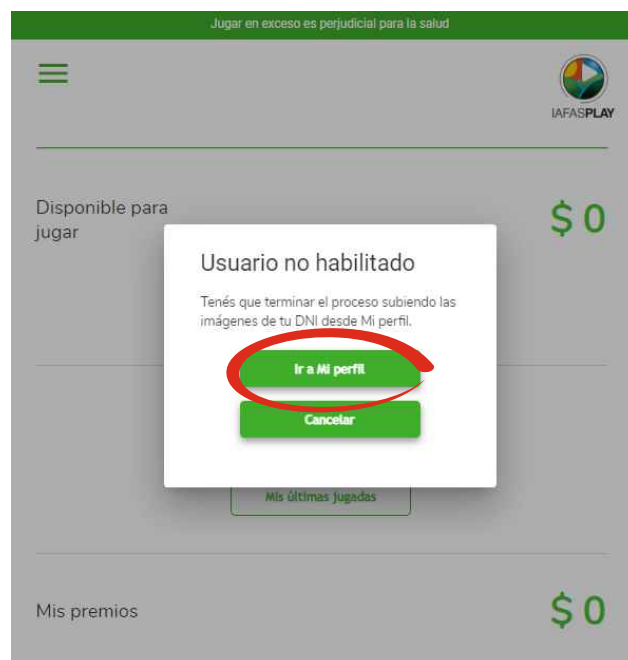 Jugar en exceso es perjudicial para la salud
IAFASPLAY
Disponible para
jugar
$ 0
Usuario no habilitado
Tenés que terminar el proceso subiendo las
imágenes de tu DNI desde Mi perfil.
Ir a Mi perfil
Cancelar
Mis últimas jugadas
Mis premios
$ 0